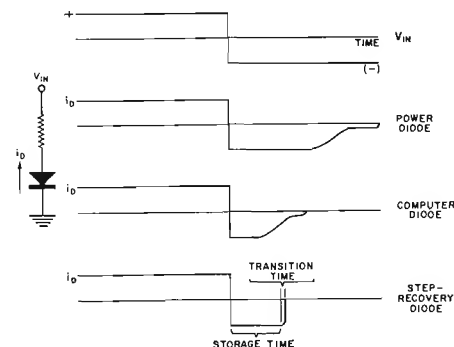 +
TIME
V_IN
(-)
V_IN
i_D
i_D
POWER
DIODE
i_D
COMPUTER
DIODE
TRANSITION
TIME
i_D
STEP-
RECOVERY
DIODE
STORAGE TIME